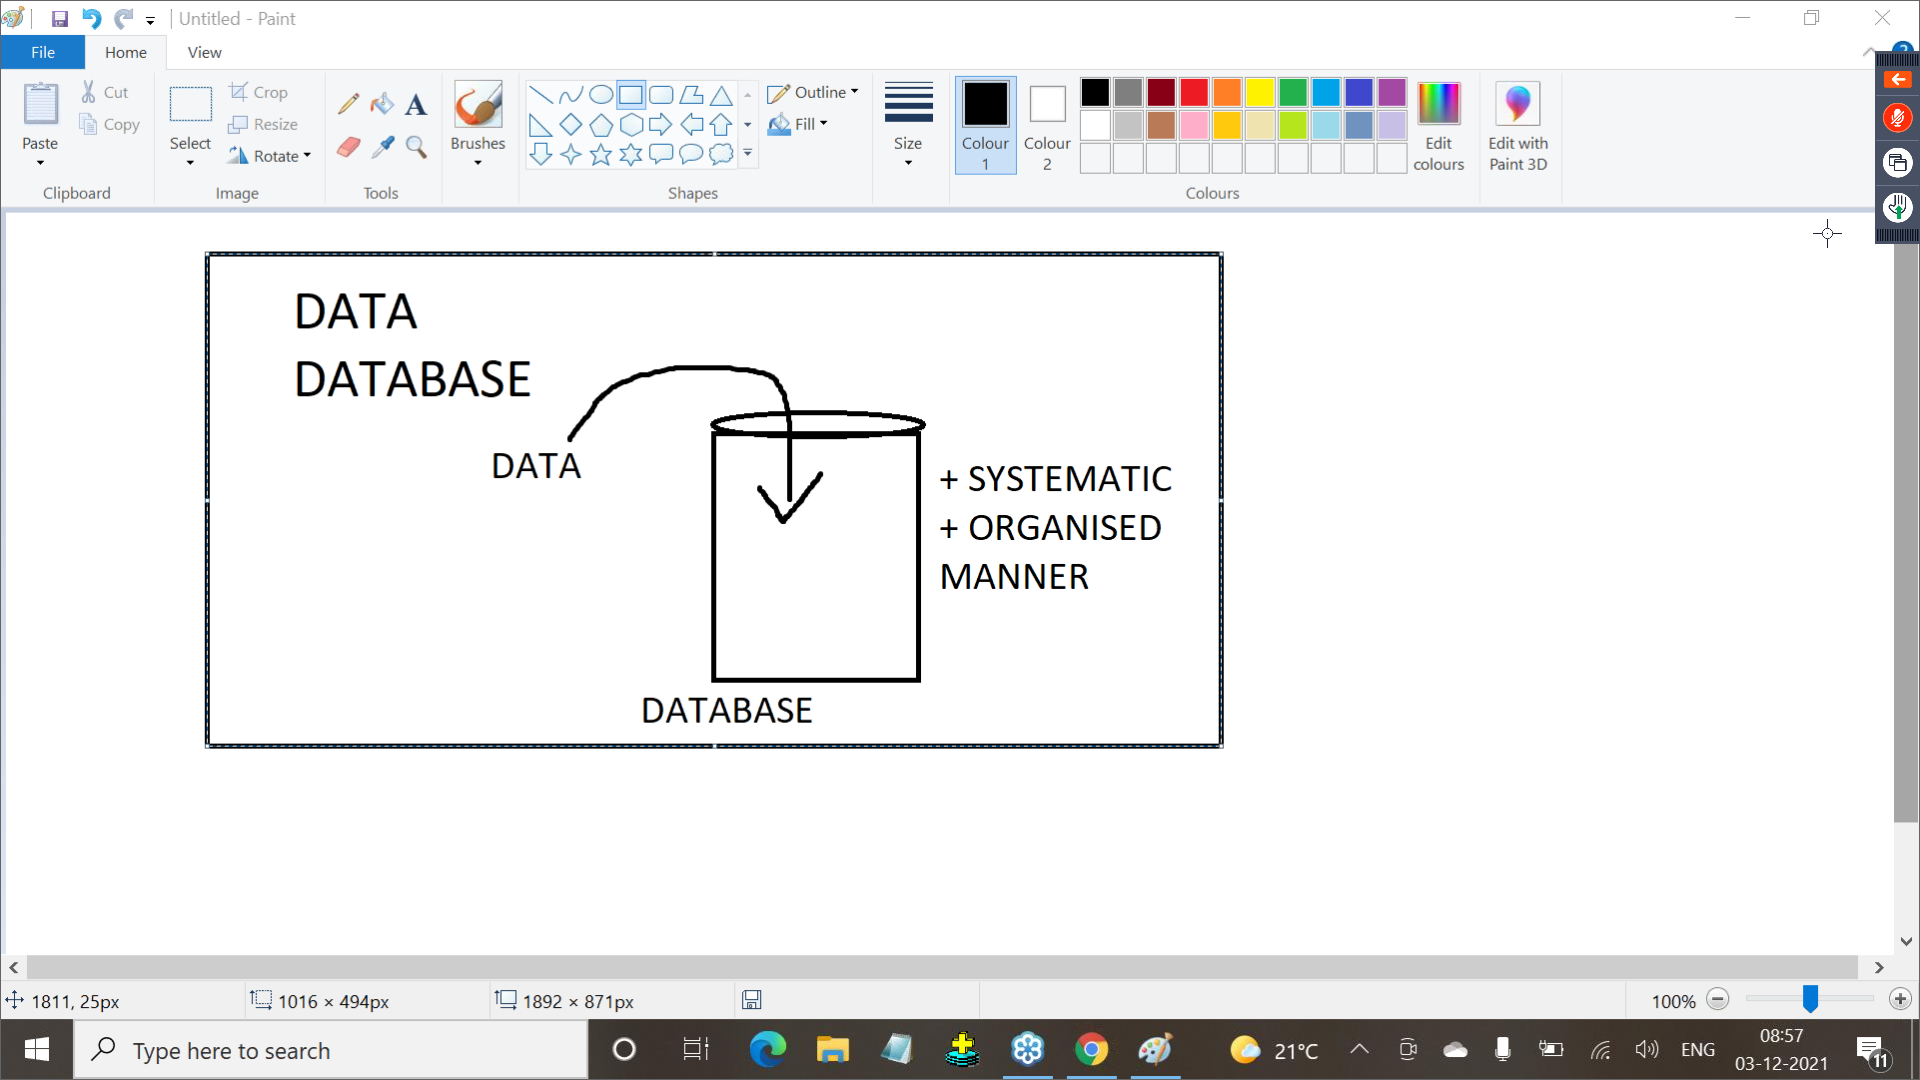 Untitled - Paint
File Home View
Paste
Cut
Copy
Clipboard
Select
Crop
Resize
Rotate
Image
Tools
Brushes
Shapes
Outline
Fill
Size
Colour 1
Colour 2
Colours
Edit colours
Edit with Paint 3D
DATA
DATABASE
DATA
+ SYSTEMATIC
+ ORGANISED
MANNER
DATABASE
1811, 25px
1016 × 494px
1892 × 871px
100%
Type here to search
21°C
ENG
08:57
03-12-2021
11